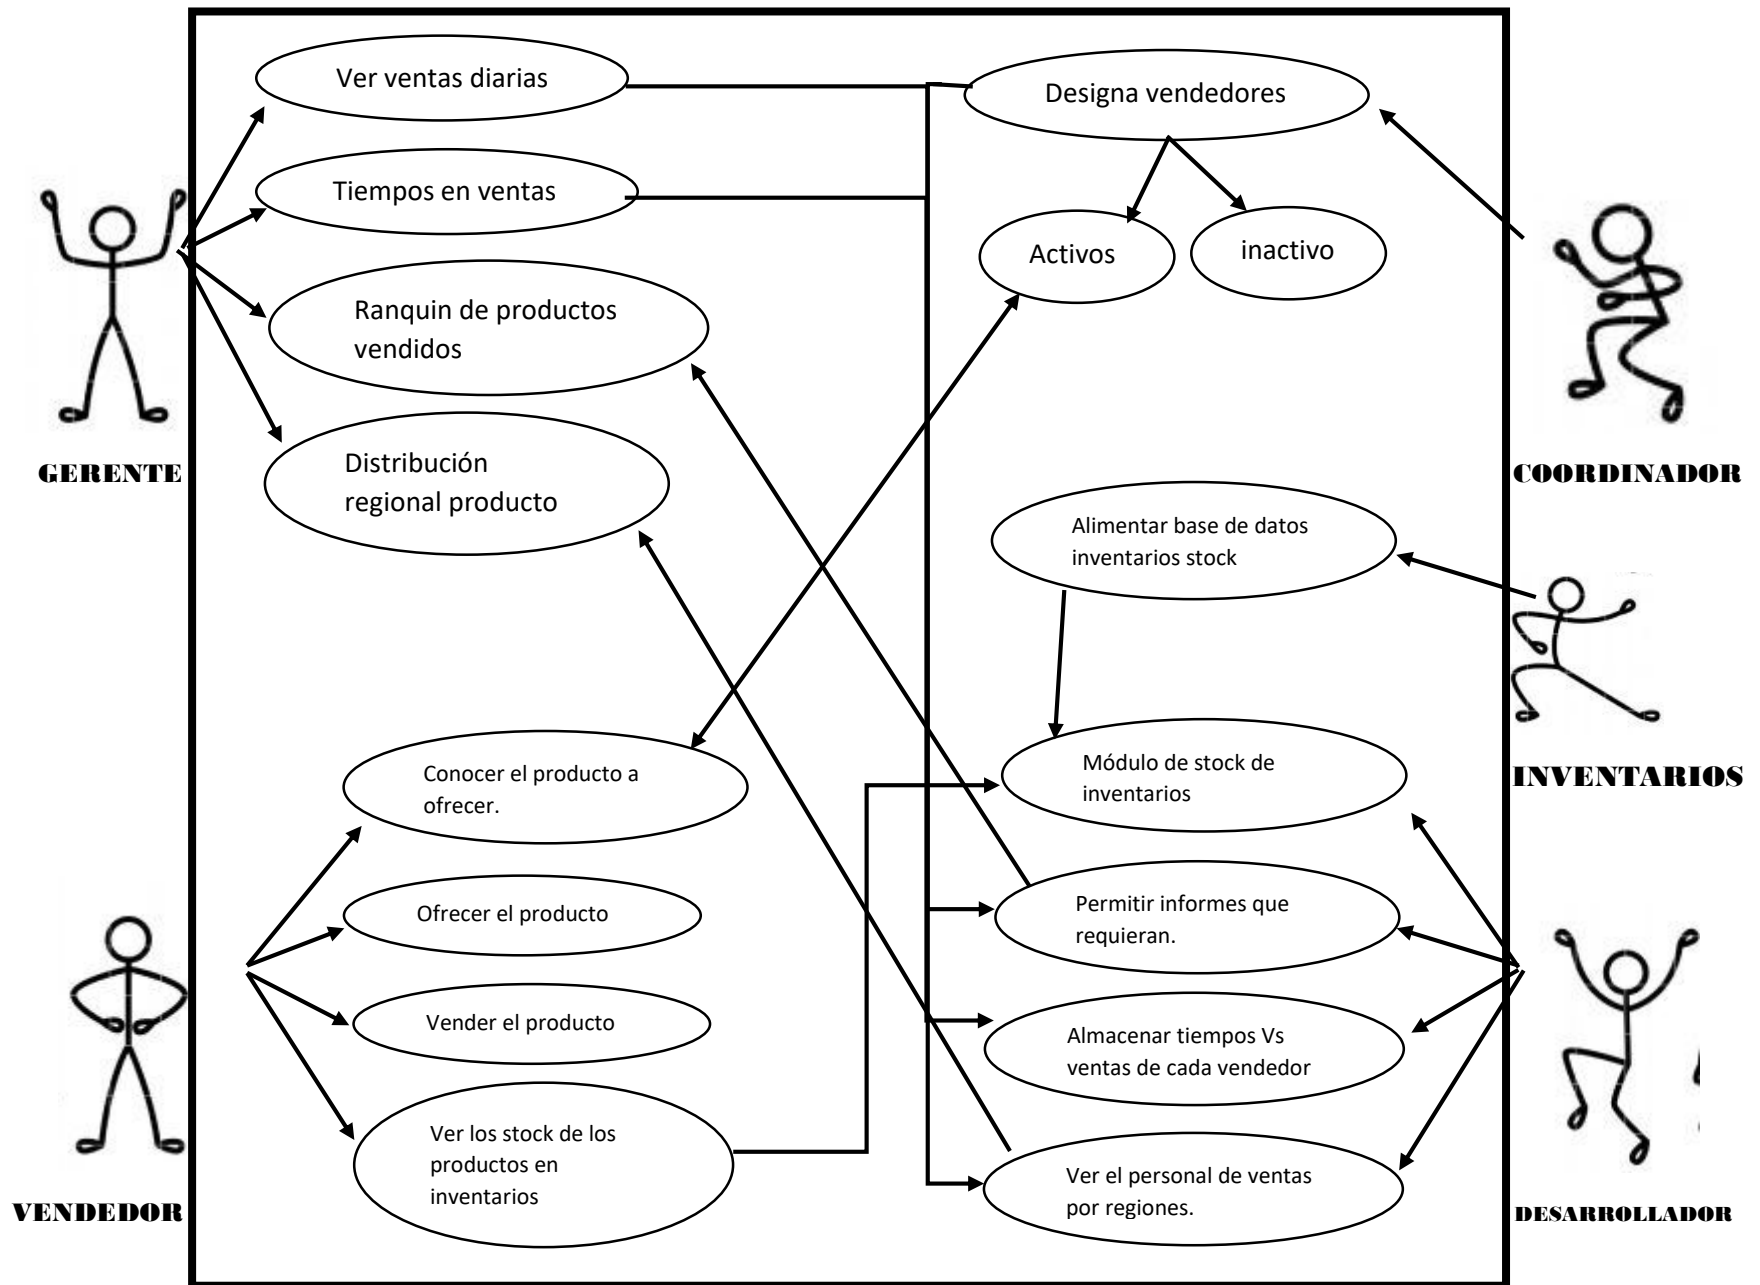 Ver ventas diarias
Tiempos en ventas
Ranquin de productos
vendidos
Distribución
regional producto
GERENTE
Designa vendedores
Activos
inactivo
COORDINADOR
Alimentar base de datos
inventarios stock
INVENTARIOS
Conocer el producto a
ofrecer.
Ofrecer el producto
Vender el producto
Ver los stock de los
productos en
inventarios
VENDEDOR
Módulo de stock de
inventarios
Permitir informes que
requieran.
Almacenar tiempos Vs
ventas de cada vendedor
Ver el personal de ventas
por regiones.
DESARROLLADOR